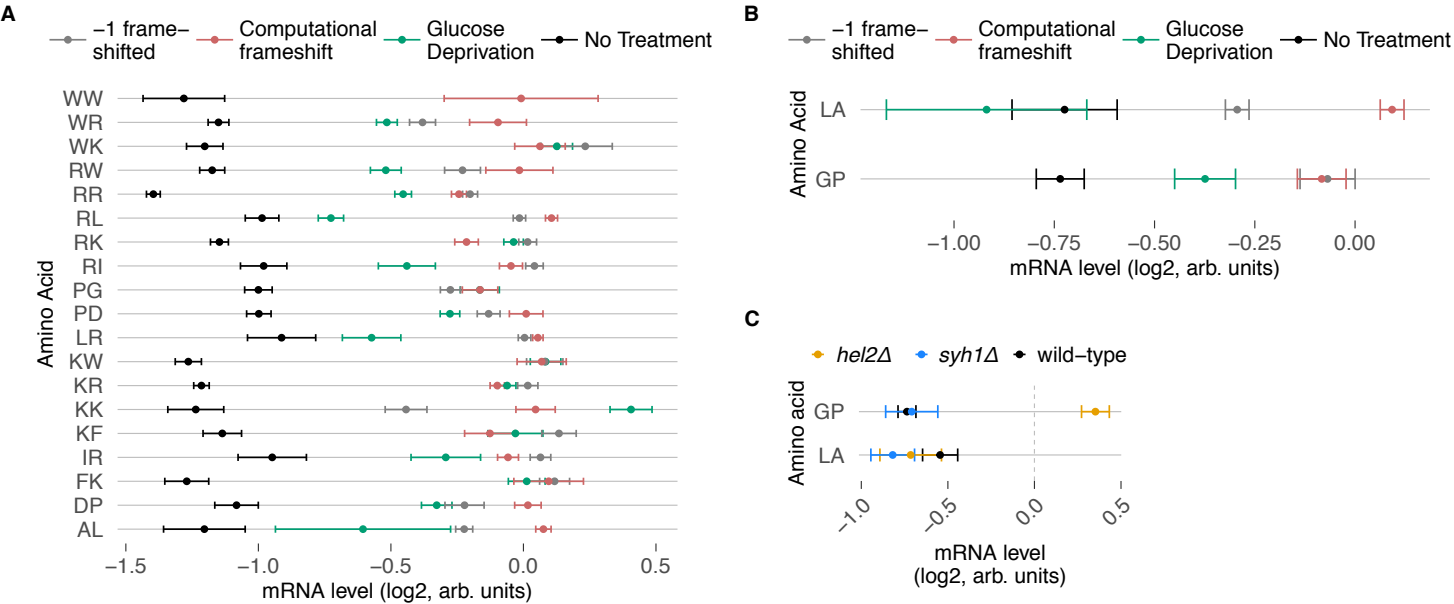 A
−1 frame−
shifted
Computational
frameshift
Glucose
Deprivation
No Treatment
Amino Acid
WW
WR
WK
RW
RR
RL
RK
RI
PG
PD
LR
KW
KR
KK
KF
IR
FK
DP
AL
−1.5
−1.0
−0.5
0.0
0.5
mRNA level (log2, arb. units)
B
−1 frame−
shifted
Computational
frameshift
Glucose
Deprivation
No Treatment
Amino Acid
LA
GP
−1.00
−0.75
−0.50
−0.25
0.00
mRNA level (log2, arb. units)
C
hel2Δ
syh1Δ
wild−type
Amino acid
GP
LA
−1.0
−0.5
0.0
0.5
mRNA level
(log2, arb. units)